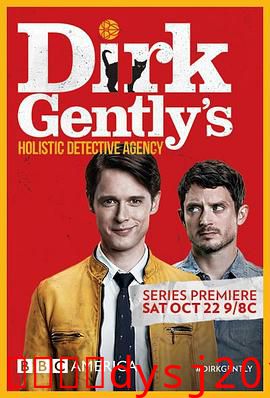 Dirk
Gently's
HOLISTIC DETECTIVE AGENCY
SERIES PREMIERE
SAT OCT 22 9/8C
BBC AMERICA
#DIRKGENTLY
dysj20